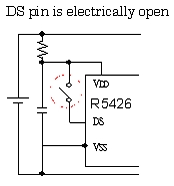 DS pin is electrically open
VDD
R5426
DS
VSS